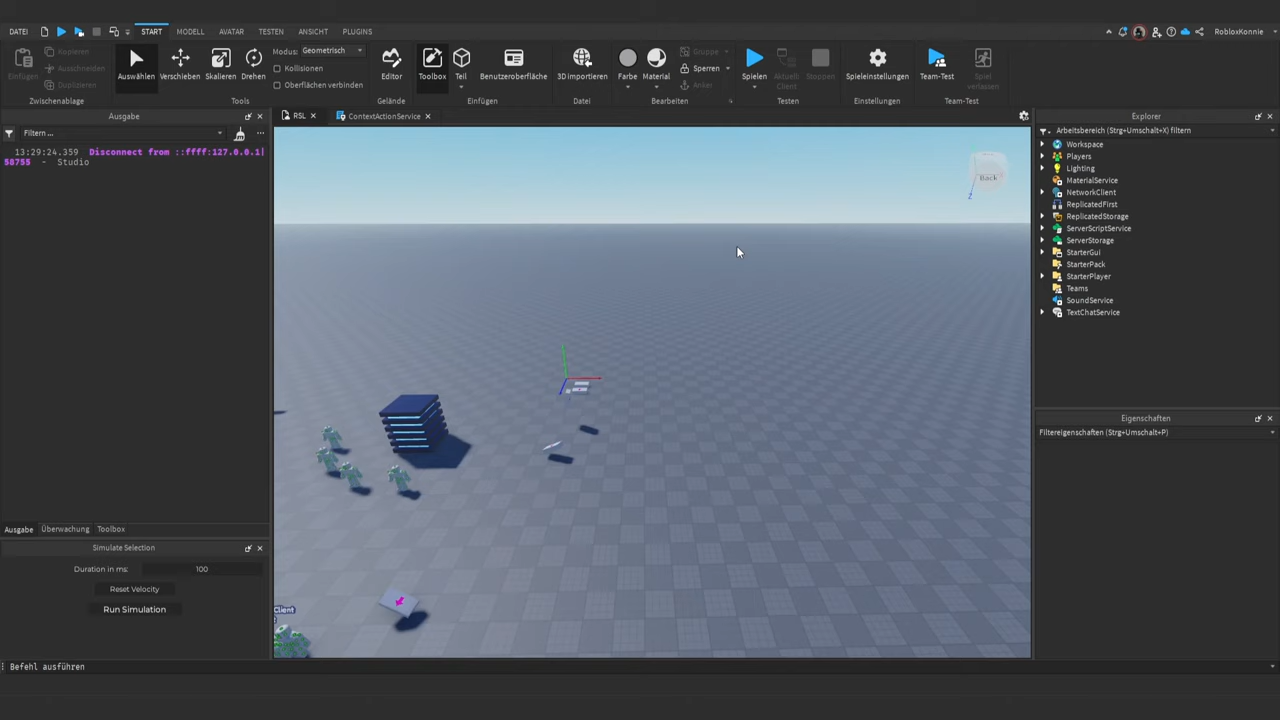 DATEI START MODELL AVATAR TESTEN ANSICHT PLUGINS RobloxKonnie
Einfügen
Kopieren
Ausschneiden
Duplizieren
Auswählen Verschieben Skalieren Drehen
Modus: Geometrisch
Kollisionen
Oberflächen verbinden
Editor Toolbox Teil Benutzeroberfläche 3D importieren Farbe Material
Gruppe
Sperren
Anker
Spielen
Aktuell:
Client
Stoppen Spieleinstellungen Team-Test
Spiel
verlassen
Zwischenablage Tools Gelände Einfügen Datei Bearbeiten Testen Einstellungen Team-Test
Ausgabe
RSL ContextActionService
Explorer
Filtern ...
13:29:24.359 Disconnect from ::ffff:127.0.0.1|
58755 - Studio
Back
Arbeitsbereich (Strg+Umschalt+X) filtern
Workspace
Players
Lighting
MaterialService
NetworkClient
ReplicatedFirst
ReplicatedStorage
ServerScriptService
ServerStorage
StarterGui
StarterPack
StarterPlayer
Teams
SoundService
TextChatService
Eigenschaften
Filtereigenschaften (Strg+Umschalt+P)
Ausgabe Überwachung Toolbox
Simulate Selection
Duration in ms: 100
Reset Velocity
Run Simulation
Client
Befehl ausführen